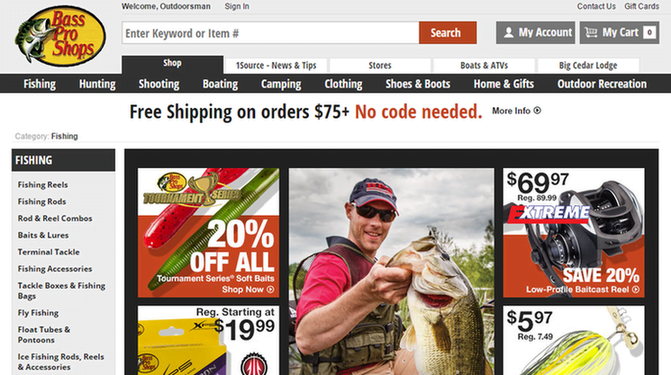 Bass
Pro
Shops
Welcome, Outdoorsman
Sign In
Contact Us
Gift Cards
Enter Keyword or Item #
Search
My Account
My Cart
0
Shop
1Source - News & Tips
Stores
Boats & ATVs
Big Cedar Lodge
Fishing
Hunting
Shooting
Boating
Camping
Clothing
Shoes & Boots
Home & Gifts
Outdoor Recreation
Free Shipping on orders $75+ No code needed.
More Info
Category: Fishing
FISHING
Fishing Reels
Fishing Rods
Rod & Reel Combos
Baits & Lures
Terminal Tackle
Fishing Accessories
Tackle Boxes & Fishing
Bags
Fly Fishing
Float Tubes &
Pontoons
Ice Fishing Rods, Reels
& Accessories
Bass Pro Shops
TOURNAMENT SERIES
20%
OFF ALL
Tournament Series® Soft Baits
Shop Now
Reg. Starting at
$19.99
Bass
Pro
Shops
$69.97
Reg. 89.99
EXTREME
SAVE 20%
Low-Profile Baitcast Reel
$5.97
Reg. 7.49